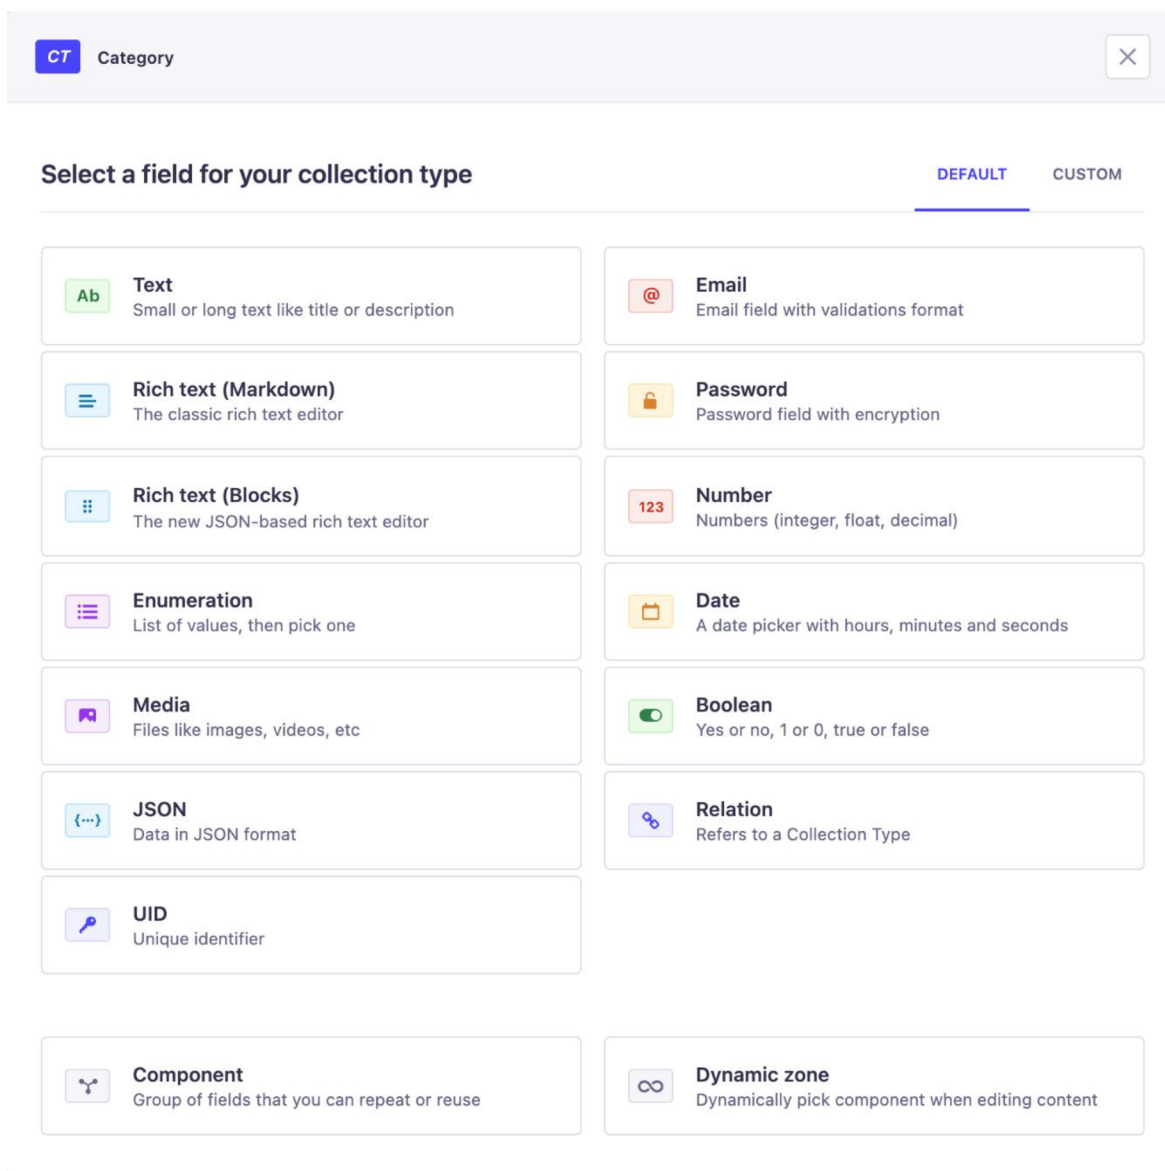 CT Category
Select a field for your collection type
DEFAULT CUSTOM
Ab Text
Small or long text like title or description
@ Email
Email field with validations format
Rich text (Markdown)
The classic rich text editor
Password
Password field with encryption
Rich text (Blocks)
The new JSON-based rich text editor
123 Number
Numbers (integer, float, decimal)
Enumeration
List of values, then pick one
Date
A date picker with hours, minutes and seconds
Media
Files like images, videos, etc
Boolean
Yes or no, 1 or 0, true or false
{···} JSON
Data in JSON format
Relation
Refers to a Collection Type
UID
Unique identifier
Component
Group of fields that you can repeat or reuse
Dynamic zone
Dynamically pick component when editing content